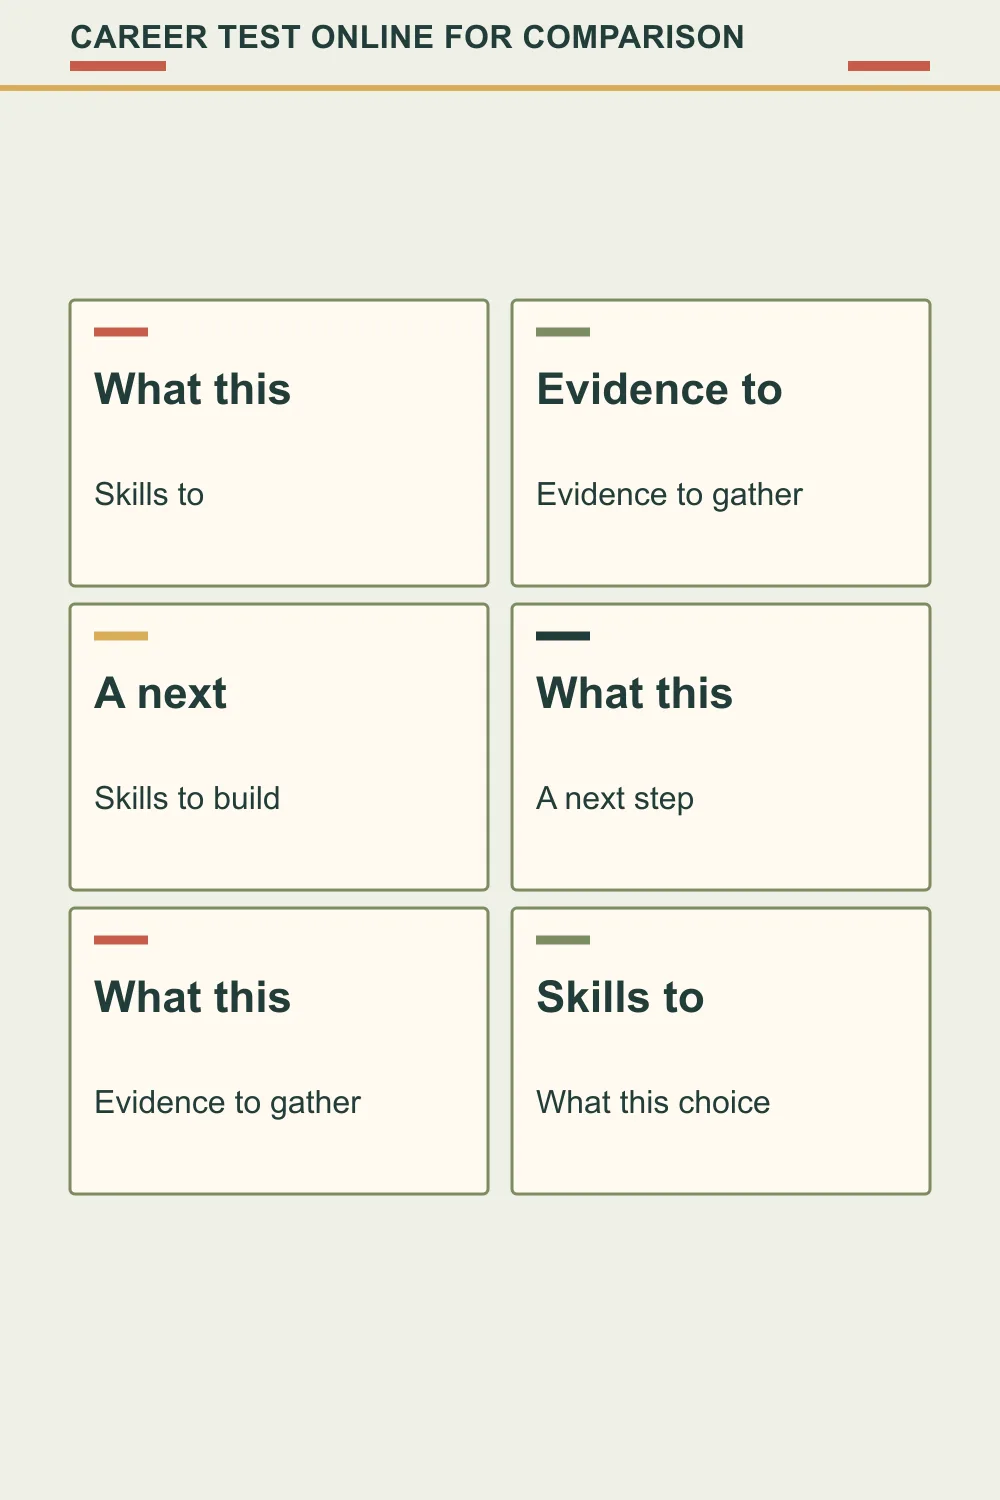 CAREER TEST ONLINE FOR COMPARISON
What this
Skills to
Evidence to
Evidence to gather
A next
Skills to build
What this
A next step
What this
Evidence to gather
Skills to
What this choice